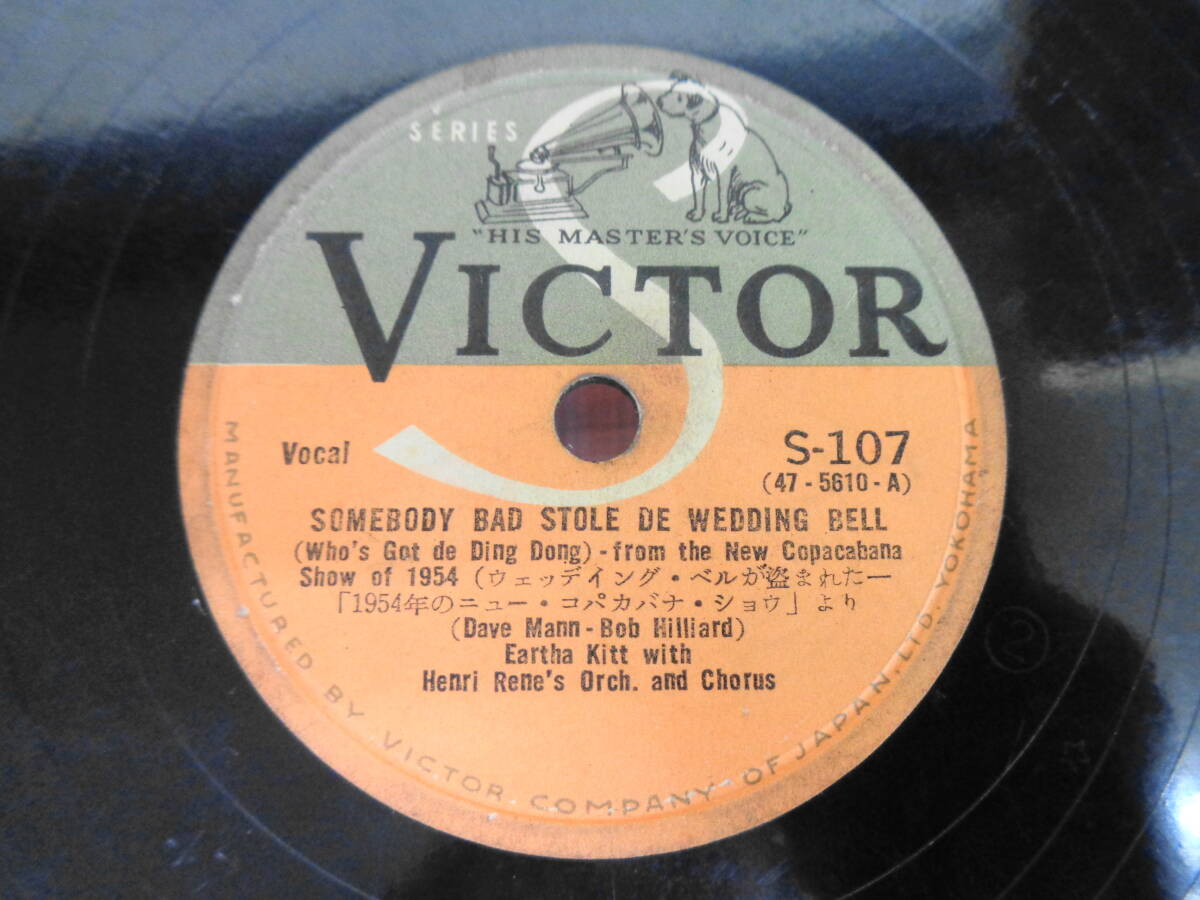 SERIES
S
"HIS MASTER'S VOICE"
VICTOR
Vocal
S-107
(47-5610-A)
SOMEBODY BAD STOLE DE WEDDING BELL
(Who's Got de Ding Dong)-from the New Copacabana
Show of 1954 (ウェッデイング・ベルが盗まれた―
「1954年のニュー・コパカバナ・ショウ」より
(Dave Mann-Bob Hilliard)
Eartha Kitt with
Henri Rene's Orch. and Chorus
MANUFACTURED BY VICTOR COMPANY OF JAPAN, LTD. YOKOHAMA
2